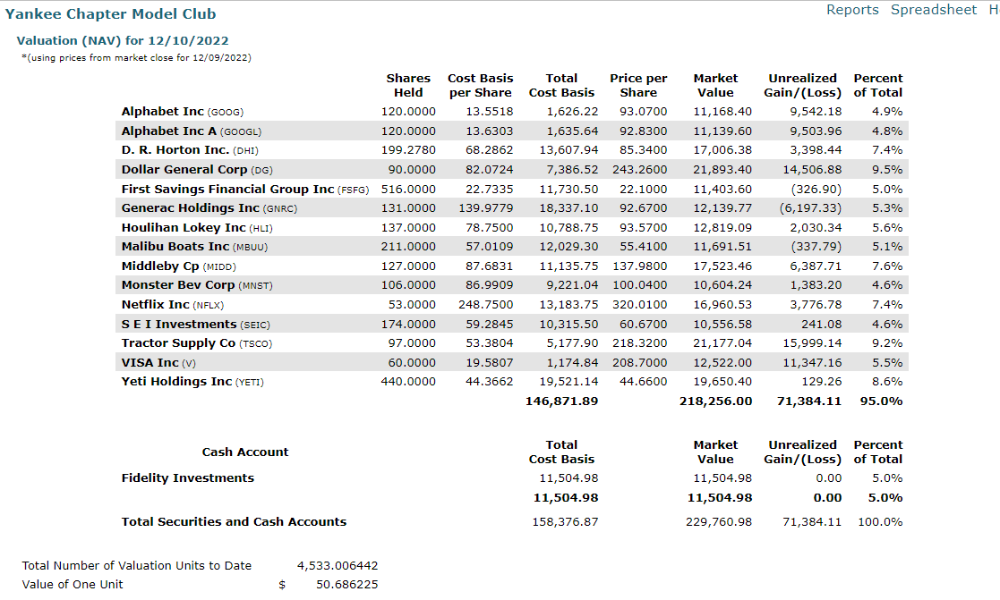 Yankee Chapter Model Club
Reports Spreadsheet H
Valuation (NAV) for 12/10/2022
*(using prices from market close for 12/09/2022)
Shares Cost Basis Total Price per Market Unrealized Percent
Held per Share Cost Basis Share Value Gain/(Loss) of Total
Alphabet Inc (GOOG) 120.0000 13.5518 1,626.22 93.0700 11,168.40 9,542.18 4.9%
Alphabet Inc A (GOOGL) 120.0000 13.6303 1,635.64 92.8300 11,139.60 9,503.96 4.8%
D. R. Horton Inc. (DHI) 199.2780 68.2862 13,607.94 85.3400 17,006.38 3,398.44 7.4%
Dollar General Corp (DG) 90.0000 82.0724 7,386.52 243.2600 21,893.40 14,506.88 9.5%
First Savings Financial Group Inc (FSFG) 516.0000 22.7335 11,730.50 22.1000 11,403.60 (326.90) 5.0%
Generac Holdings Inc (GNRC) 131.0000 139.9779 18,337.10 92.6700 12,139.77 (6,197.33) 5.3%
Houlihan Lokey Inc (HLI) 137.0000 78.7500 10,788.75 93.5700 12,819.09 2,030.34 5.6%
Malibu Boats Inc (MBUU) 211.0000 57.0109 12,029.30 55.4100 11,691.51 (337.79) 5.1%
Middleby Cp (MIDD) 127.0000 87.6831 11,135.75 137.9800 17,523.46 6,387.71 7.6%
Monster Bev Corp (MNST) 106.0000 86.9909 9,221.04 100.0400 10,604.24 1,383.20 4.6%
Netflix Inc (NFLX) 53.0000 248.7500 13,183.75 320.0100 16,960.53 3,776.78 7.4%
S E I Investments (SEIC) 174.0000 59.2845 10,315.50 60.6700 10,556.58 241.08 4.6%
Tractor Supply Co (TSCO) 97.0000 53.3804 5,177.90 218.3200 21,177.04 15,999.14 9.2%
VISA Inc (V) 60.0000 19.5807 1,174.84 208.7000 12,522.00 11,347.16 5.5%
Yeti Holdings Inc (YETI) 440.0000 44.3662 19,521.14 44.6600 19,650.40 129.26 8.6%
146,871.89 218,256.00 71,384.11 95.0%
Total Market Unrealized Percent
Cash Account Cost Basis Value Gain/(Loss) of Total
Fidelity Investments 11,504.98 11,504.98 0.00 5.0%
11,504.98 11,504.98 0.00 5.0%
Total Securities and Cash Accounts 158,376.87 229,760.98 71,384.11 100.0%
Total Number of Valuation Units to Date 4,533.006442
Value of One Unit $ 50.686225